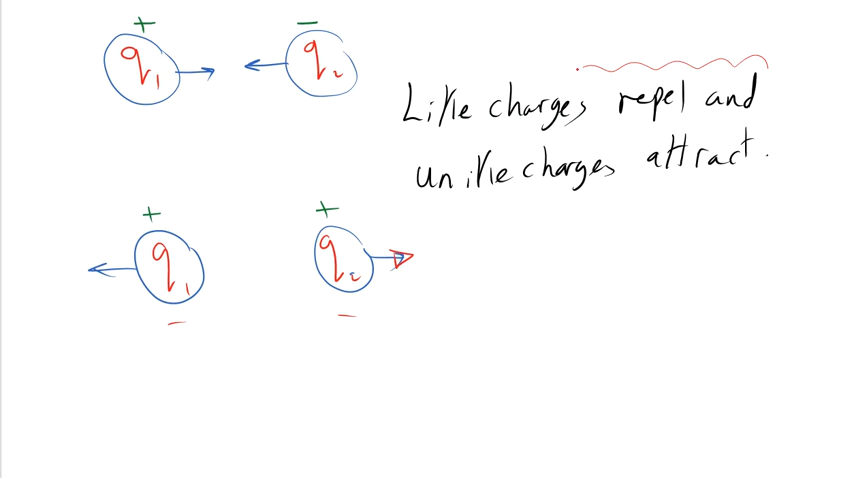 + −
q₁ q₂
Like charges repel and
unlike charges attract.
+ +
q₁ q₂
− −